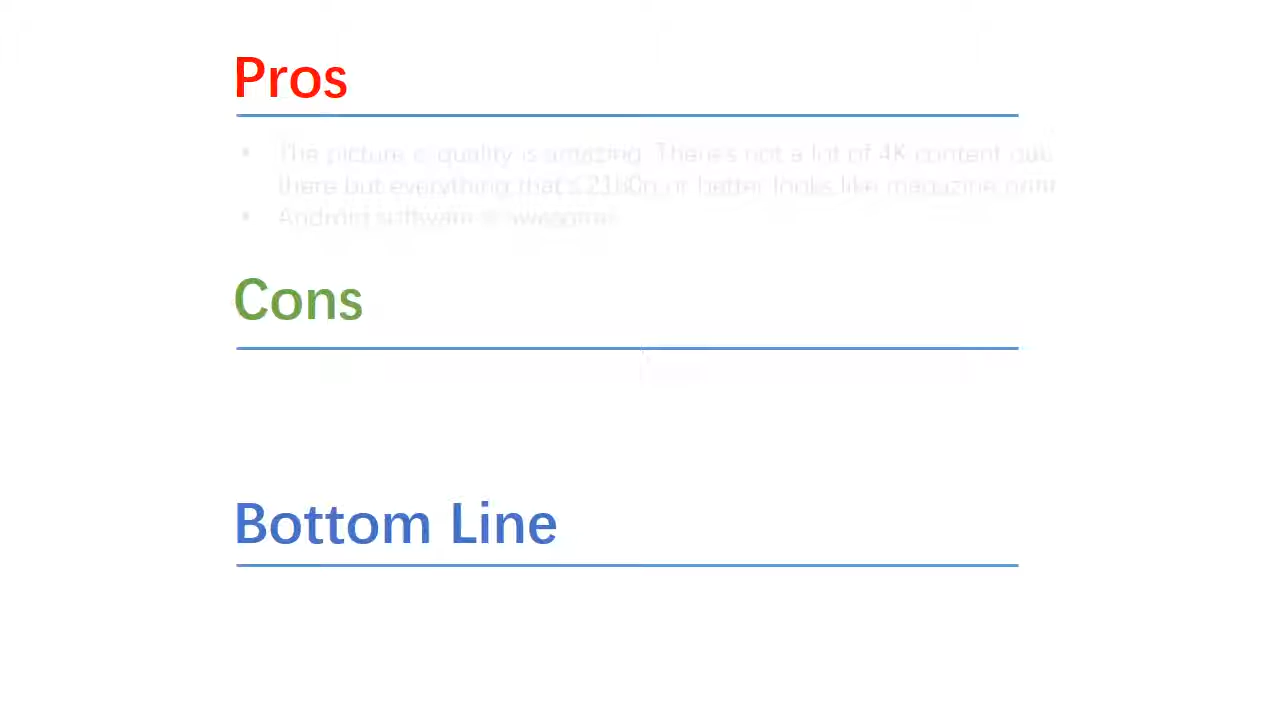 Pros
• The picture quality is amazing. There's not a lot of 4K content out
there but everything that's 2160p or better looks like magazine print
• Android software is awesome
Cons
Bottom Line